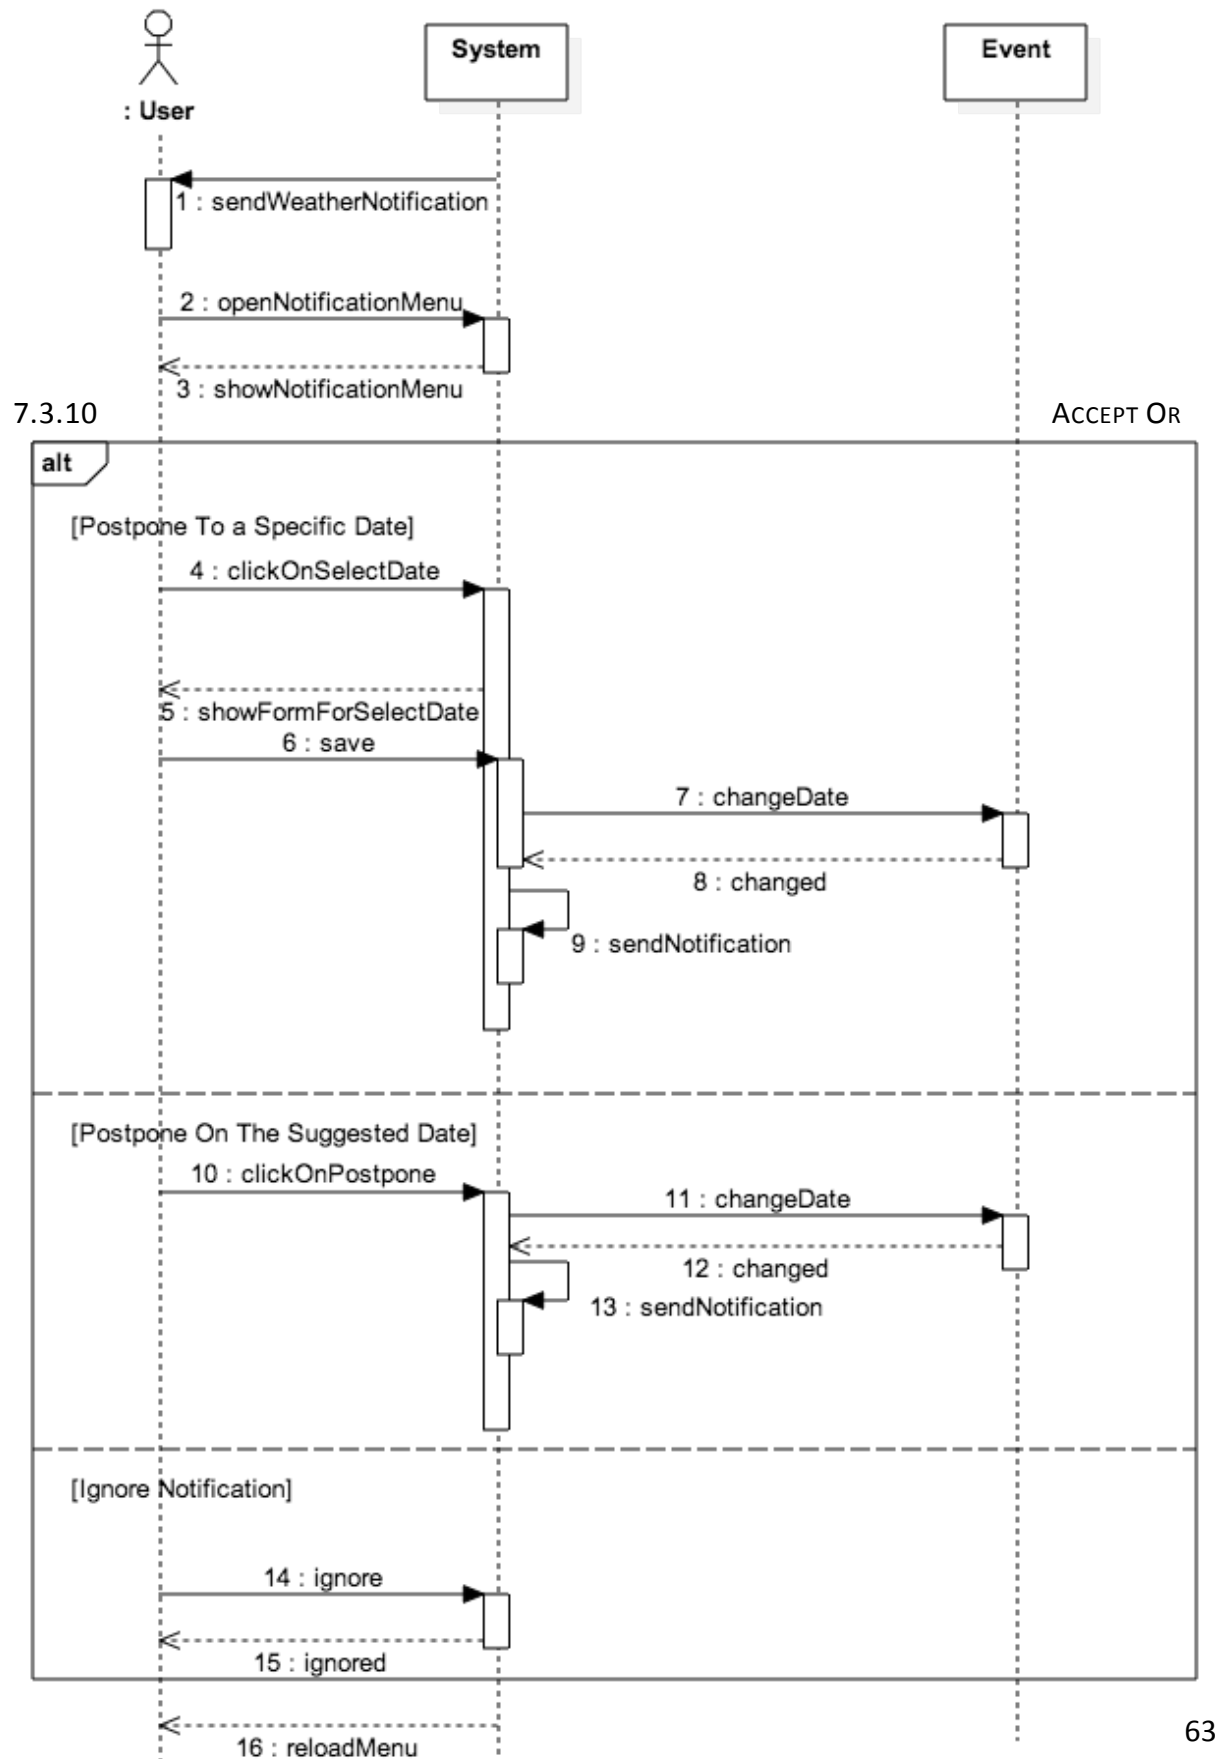 System
Event
: User
1 : sendWeatherNotification
2 : openNotificationMenu
3 : showNotificationMenu
7.3.10 ACCEPT OR
alt
[Postpone To a Specific Date]
4 : clickOnSelectDate
5 : showFormForSelectDate
6 : save
7 : changeDate
8 : changed
9 : sendNotification
[Postpone On The Suggested Date]
10 : clickOnPostpone
11 : changeDate
12 : changed
13 : sendNotification
[Ignore Notification]
14 : ignore
15 : ignored
63
16 : reloadMenu